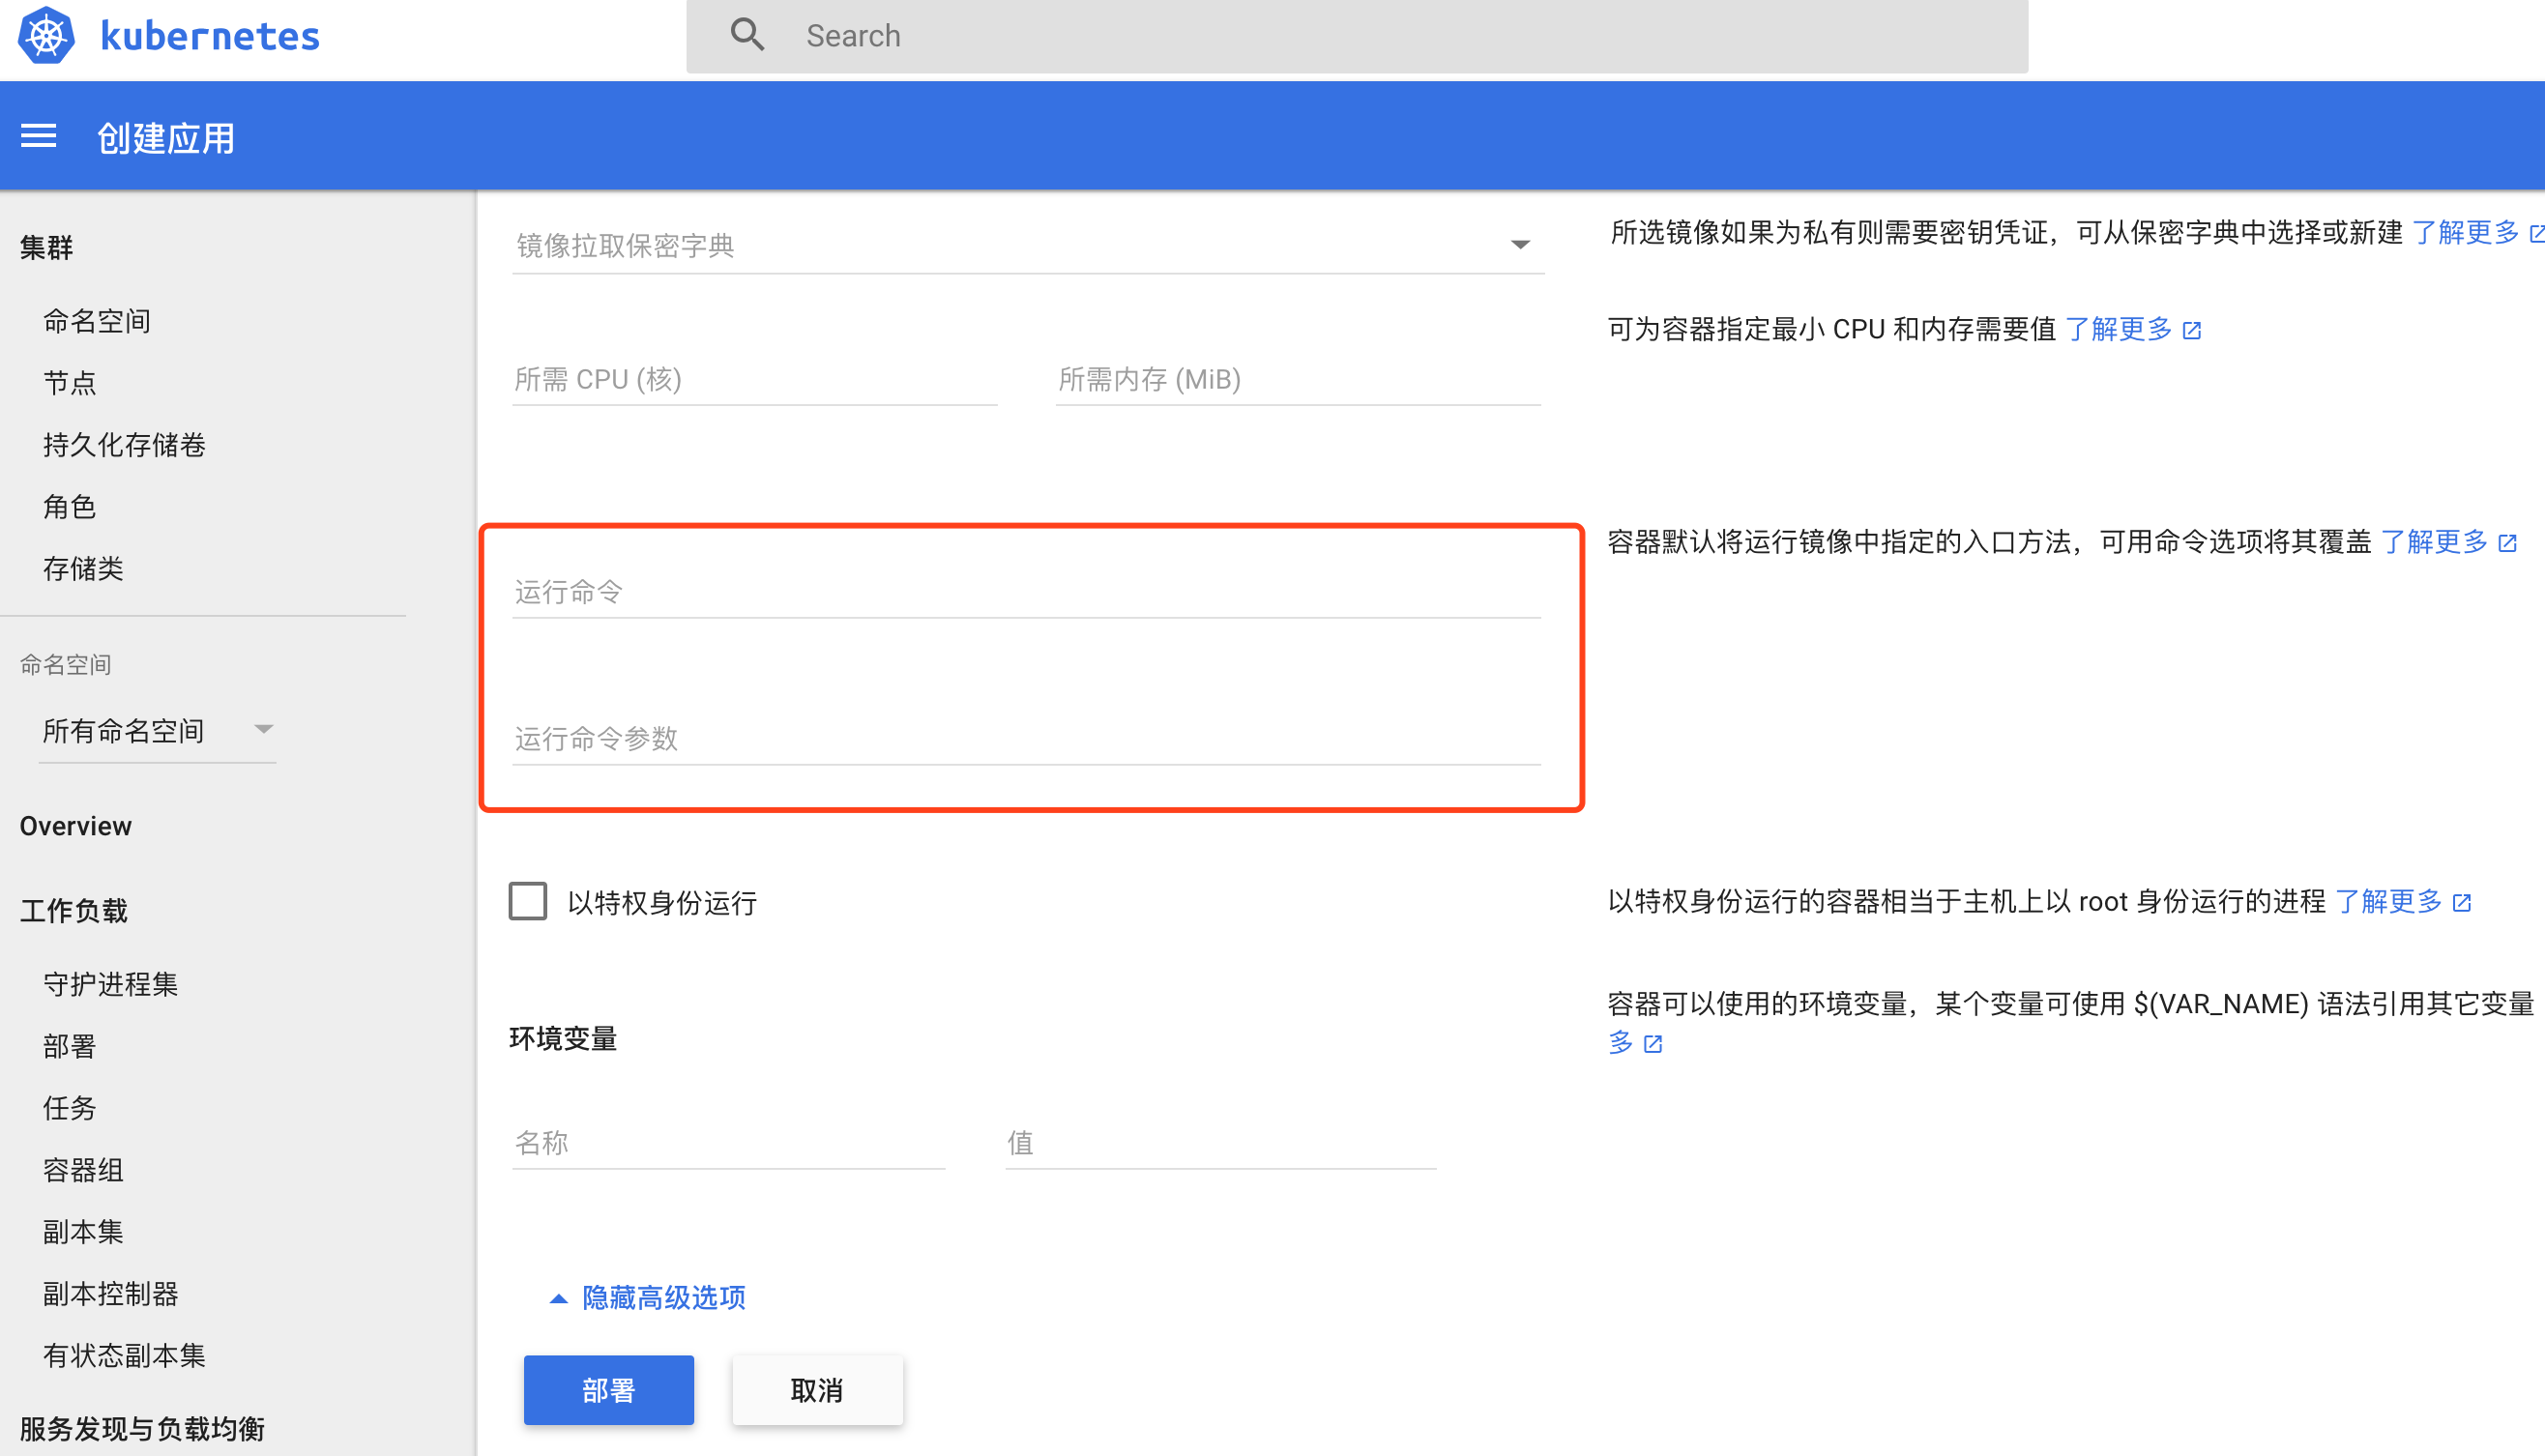 kubernetes
Search
创建应用
集群
命名空间
节点
持久化存储卷
角色
存储类
命名空间
所有命名空间
Overview
工作负载
守护进程集
部署
任务
容器组
副本集
副本控制器
有状态副本集
服务发现与负载均衡
镜像拉取保密字典
所选镜像如果为私有则需要密钥凭证，可从保密字典中选择或新建 了解更多
所需 CPU (核)
所需内存 (MiB)
可为容器指定最小 CPU 和内存需要值 了解更多
运行命令
运行命令参数
容器默认将运行镜像中指定的入口方法，可用命令选项将其覆盖 了解更多
以特权身份运行
以特权身份运行的容器相当于主机上以 root 身份运行的进程 了解更多
环境变量
容器可以使用的环境变量，某个变量可使用 $(VAR_NAME) 语法引用其它变量
多
名称
值
隐藏高级选项
部署
取消